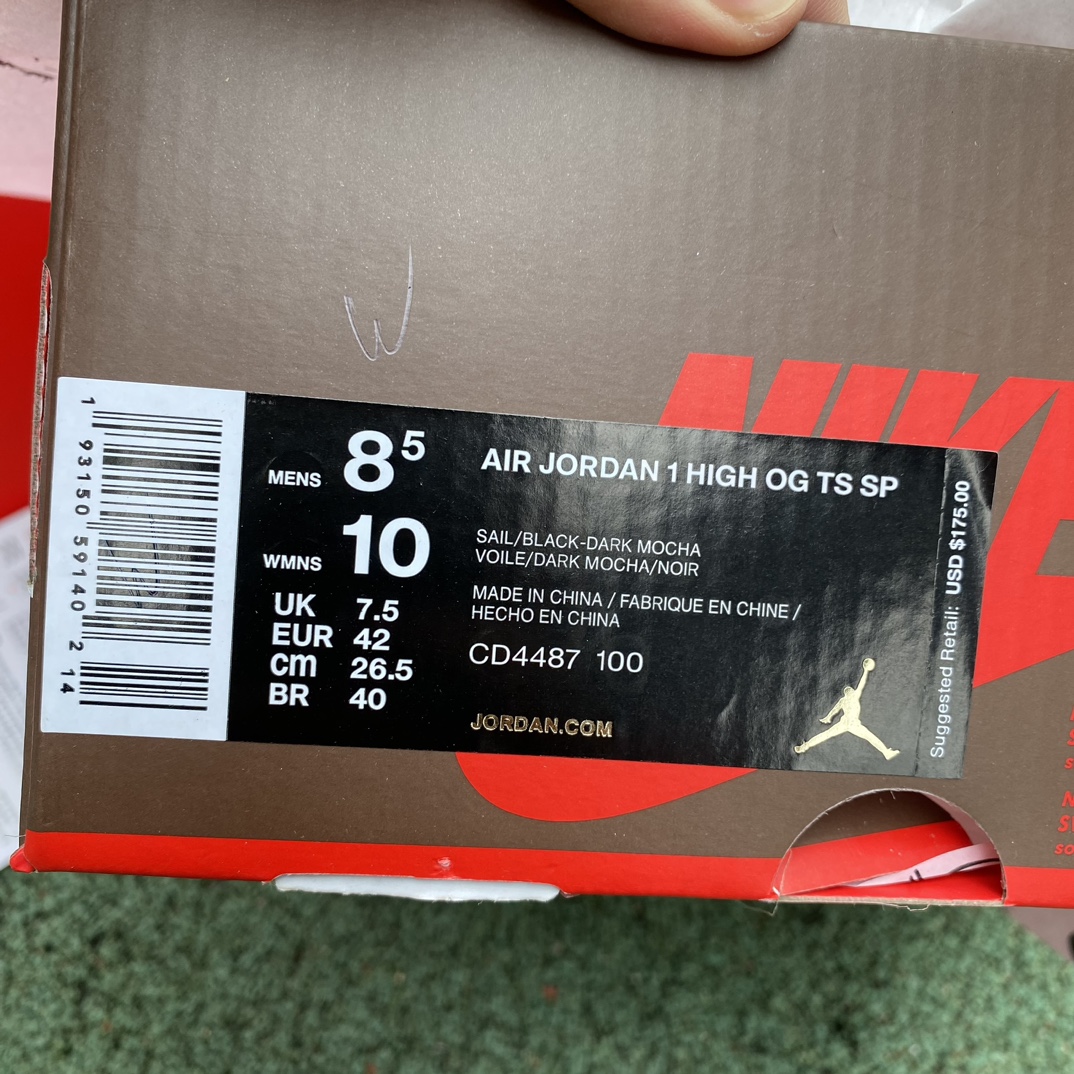 W
NIKE
1 93150 59140 2 14
MENS 8⁵
WMNS 10
UK 7.5
EUR 42
cm 26.5
BR 40
AIR JORDAN 1 HIGH OG TS SP
SAIL/BLACK-DARK MOCHA
VOILE/DARK MOCHA/NOIR
MADE IN CHINA / FABRIQUE EN CHINE /
HECHO EN CHINA
CD4487 100
JORDAN.COM
Suggested Retail: USD $175.00